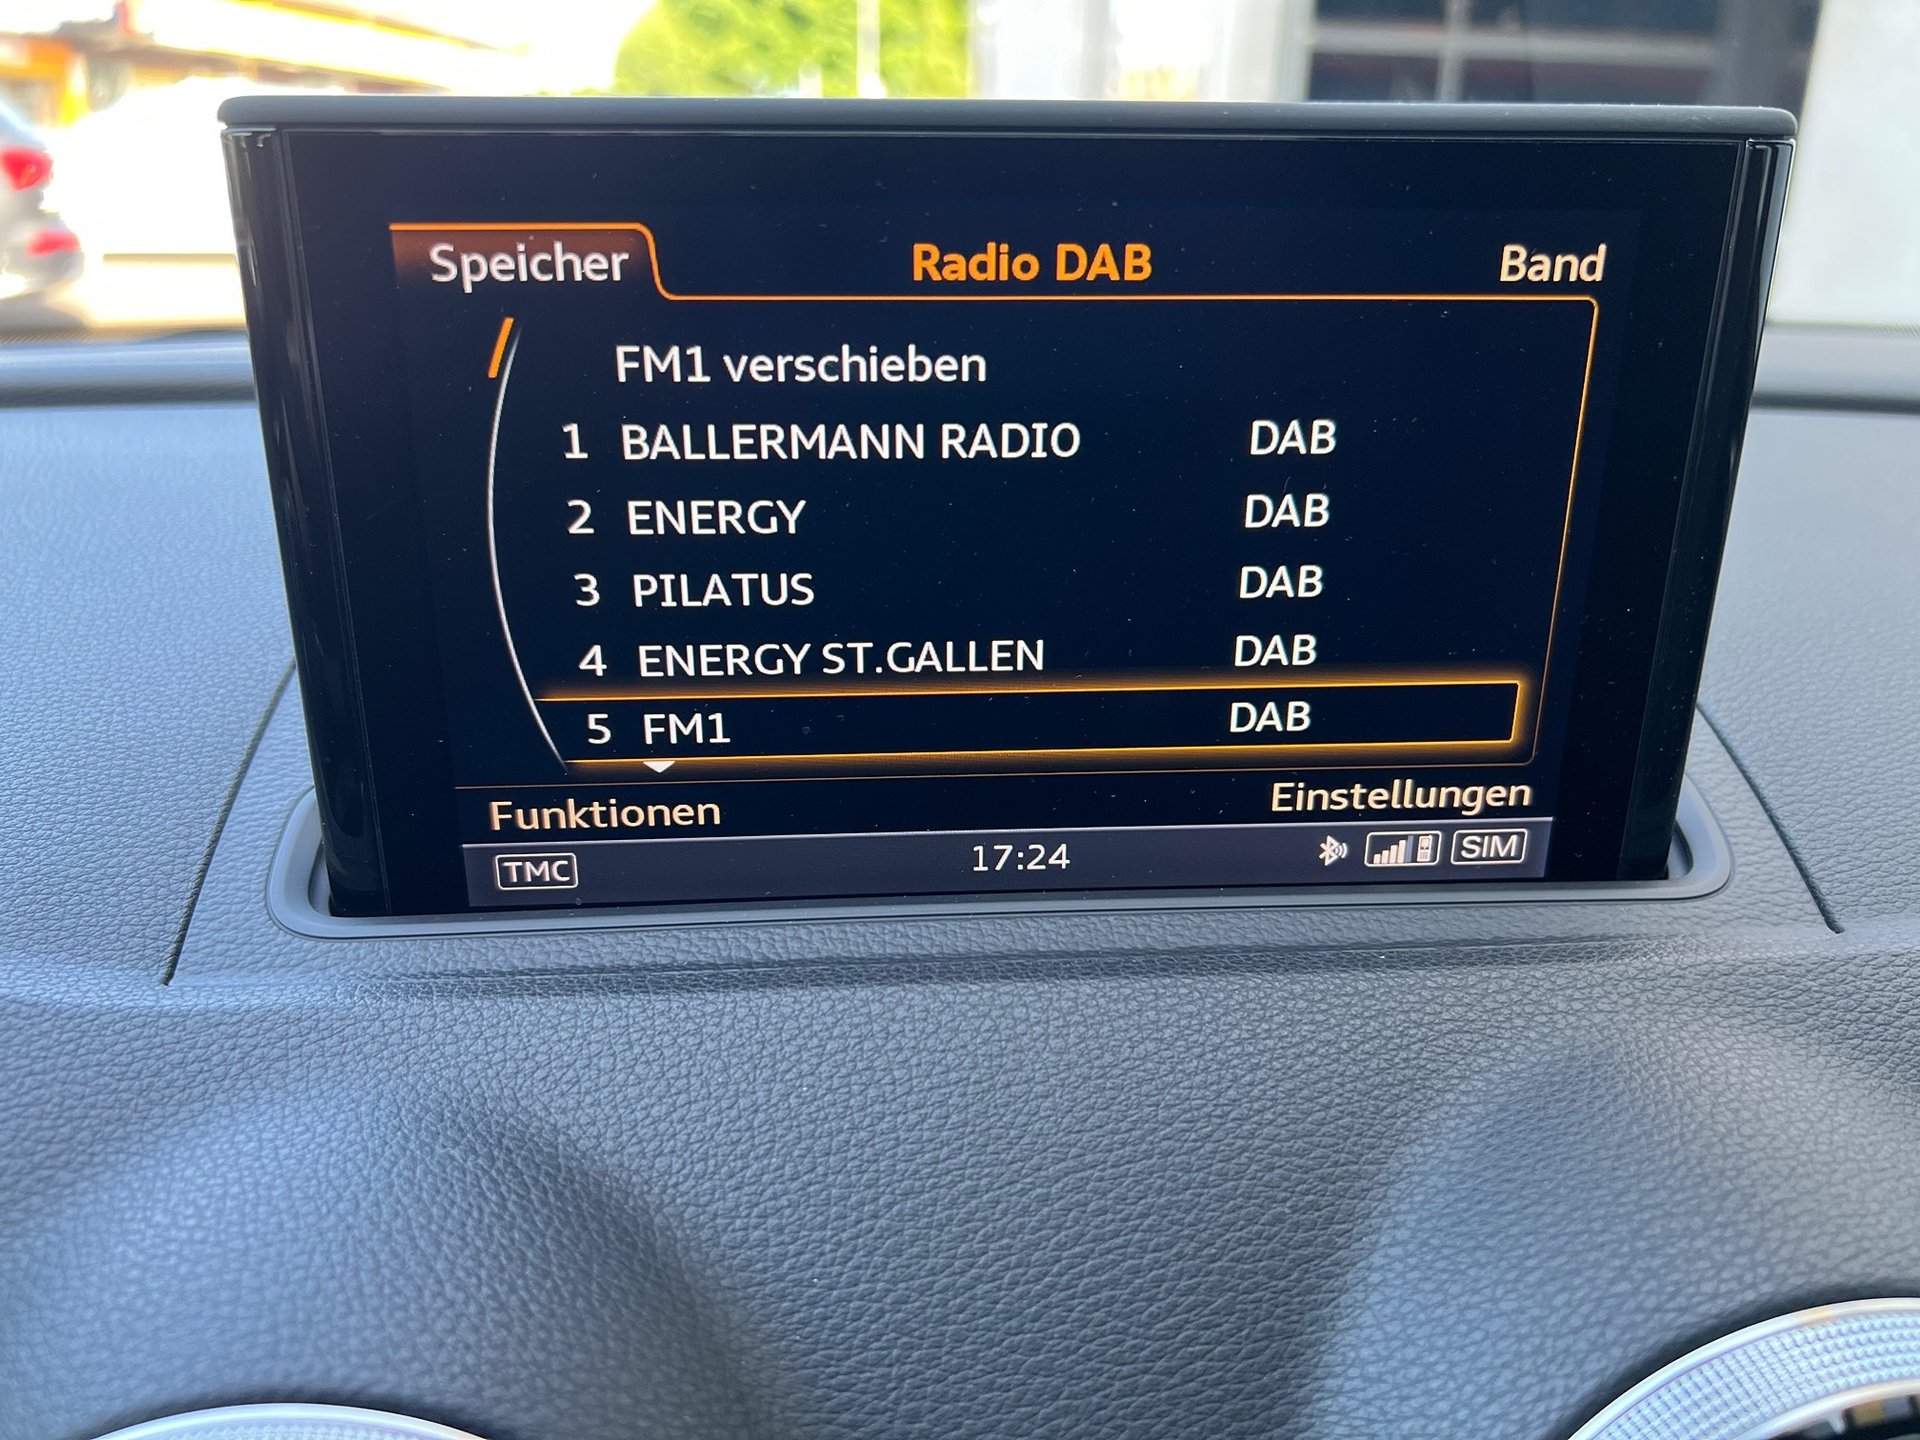 Speicher Radio DAB Band
FM1 verschieben
1 BALLERMANN RADIO DAB
2 ENERGY DAB
3 PILATUS DAB
4 ENERGY ST.GALLEN DAB
5 FM1 DAB
Funktionen Einstellungen
TMC 17:24 SIM